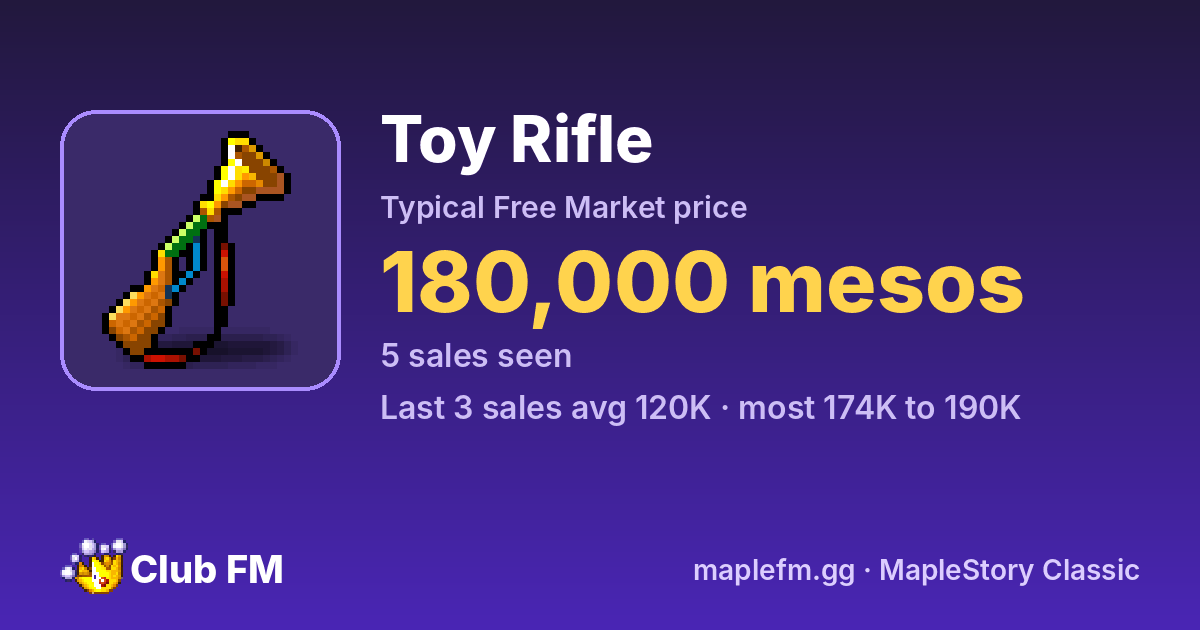 Toy Rifle
Typical Free Market price
180,000 mesos
5 sales seen
Last 3 sales avg 120K · most 174K to 190K
Club FM
maplefm.gg · MapleStory Classic